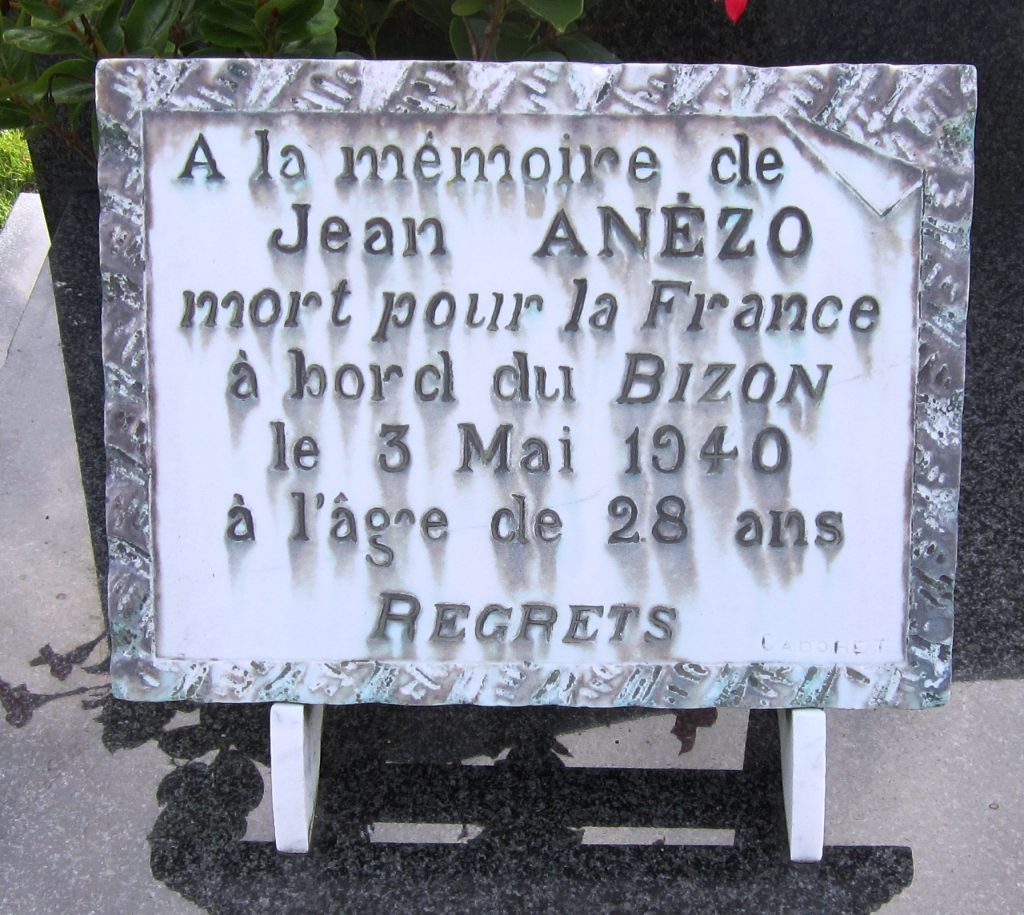 A la mémoire de
Jean ANÉZO
mort pour la France
à bord du BIZON
le 3 Mai 1940
à l'âge de 28 ans
REGRETS
CADORET